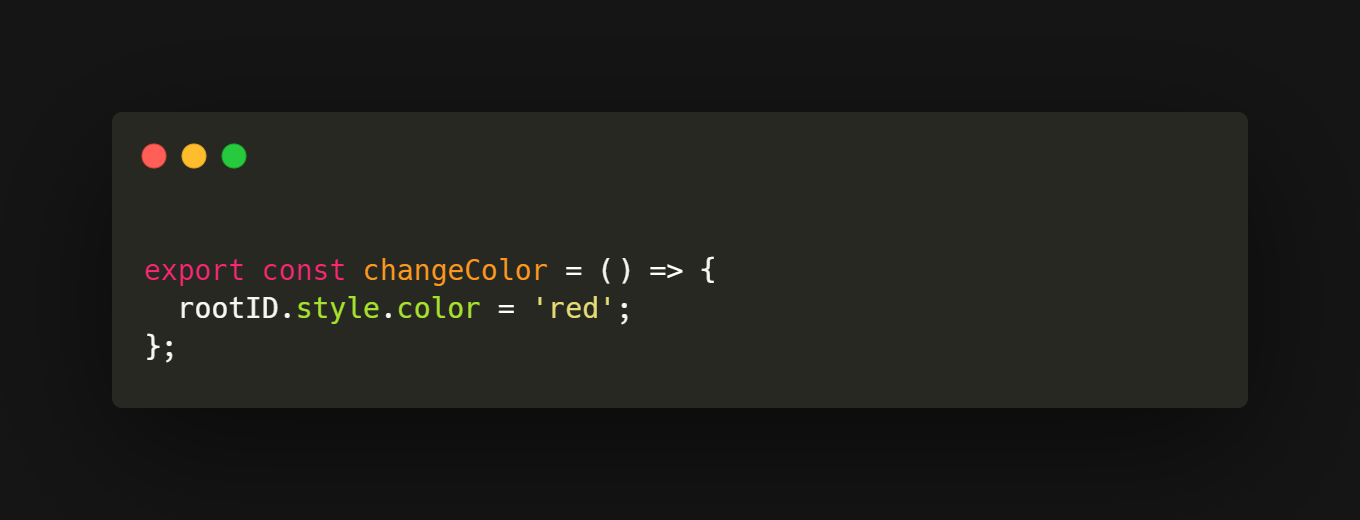 export const changeColor = () => {
  rootID.style.color = 'red';
};